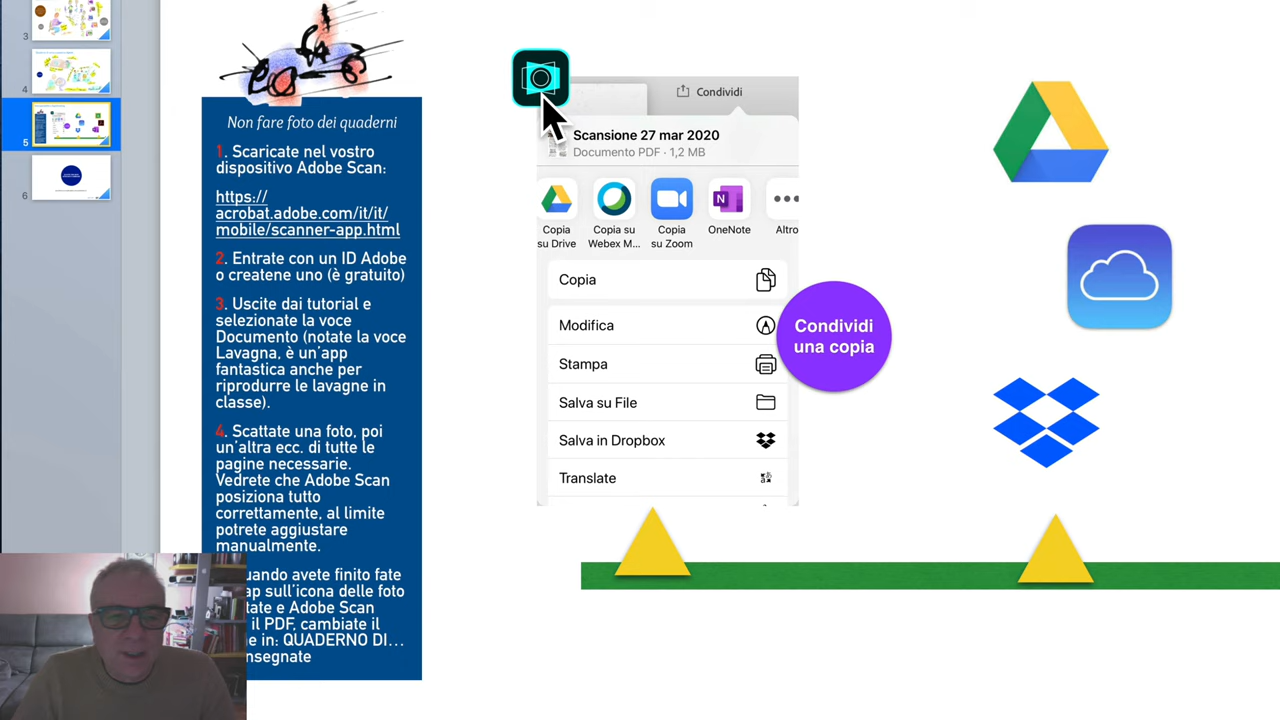 3
4
5
6
Non fare foto dei quaderni
1. Scaricate nel vostro
dispositivo Adobe Scan:
https://
acrobat.adobe.com/it/it/
mobile/scanner-app.html
2. Entrate con un ID Adobe
o createne uno (è gratuito)
3. Uscite dai tutorial e
selezionate la voce
Documento (notate la voce
Lavagna, è un'app
fantastica anche per
riprodurre le lavagne in
classe).
4. Scattate una foto, poi
un'altra ecc. di tutte le
pagine necessarie.
Vedrete che Adobe Scan
posiziona tutto
correttamente, al limite
potrete aggiustare
manualmente.
avete finito fate
sull'icona delle foto
e Adobe Scan
il PDF, cambiate il
in: QUADERNO DI...
Condividi
Scansione 27 mar 2020
Documento PDF · 1,2 MB
Copia
su Drive
Copia su
Webex M...
Copia
su Zoom
OneNote
Altro
Copia
Modifica
Stampa
Salva su File
Salva in Dropbox
Translate
Condividi
una copia